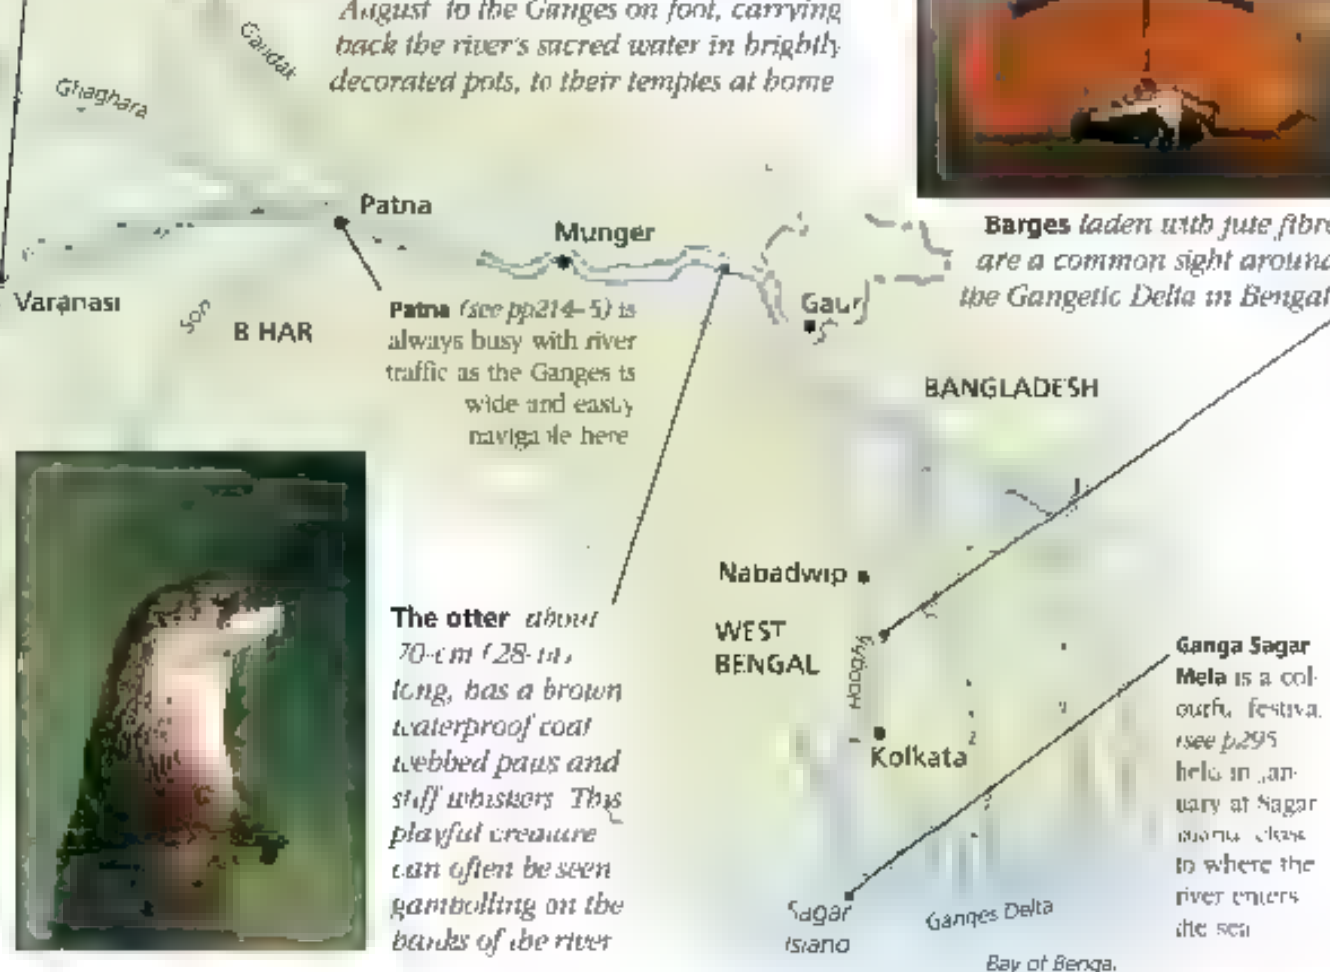 August to the Ganges on foot, carrying
back the river's sacred water in brightly
decorated pots, to their temples at home
Gandak
Ghaghara
Patna
Munger
Varanasi
Son
B HAR
Gaur
Patna (see pp214–5) is
always busy with river
traffic as the Ganges is
wide and easily
navigable here
Barges laden with jute fibre
are a common sight around
the Gangetic Delta in Bengal
BANGLADESH
Nabadwip
WEST
BENGAL
Hooghly
Kolkata
The otter about
70-cm (28-in)
long, has a brown
waterproof coat
webbed paws and
stiff whiskers This
playful creature
can often be seen
gambolling on the
banks of the river
Ganga Sagar
Mela is a col-
ourful festival
(see p295
held in Jan-
uary at Sagar
Island close
to where the
river enters
the sea
Sagar
Island
Ganges Delta
Bay of Bengal